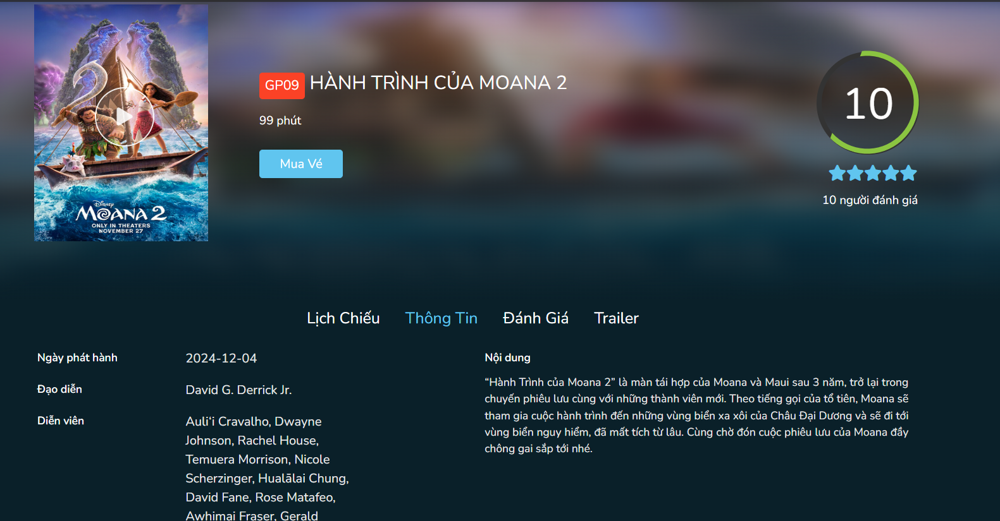 Disney
MOANA 2
ONLY IN THEATERS
NOVEMBER 27
GP09 HÀNH TRÌNH CỦA MOANA 2
99 phút
Mua Vé
10
10 người đánh giá
Lịch Chiếu Thông Tin Đánh Giá Trailer
Ngày phát hành 2024-12-04
Đạo diễn David G. Derrick Jr.
Diễn viên Auliʻi Cravalho, Dwayne
Johnson, Rachel House,
Temuera Morrison, Nicole
Scherzinger, Hualālai Chung,
David Fane, Rose Matafeo,
Awhimai Fraser, Gerald
Nội dung
“Hành Trình của Moana 2” là màn tái hợp của Moana và Maui sau 3 năm, trở lại trong
chuyến phiêu lưu cùng với những thành viên mới. Theo tiếng gọi của tổ tiên, Moana sẽ
tham gia cuộc hành trình đến những vùng biển xa xôi của Châu Đại Dương và sẽ đi tới
vùng biển nguy hiểm, đã mất tích từ lâu. Cùng chờ đón cuộc phiêu lưu của Moana đầy
chông gai sắp tới nhé.